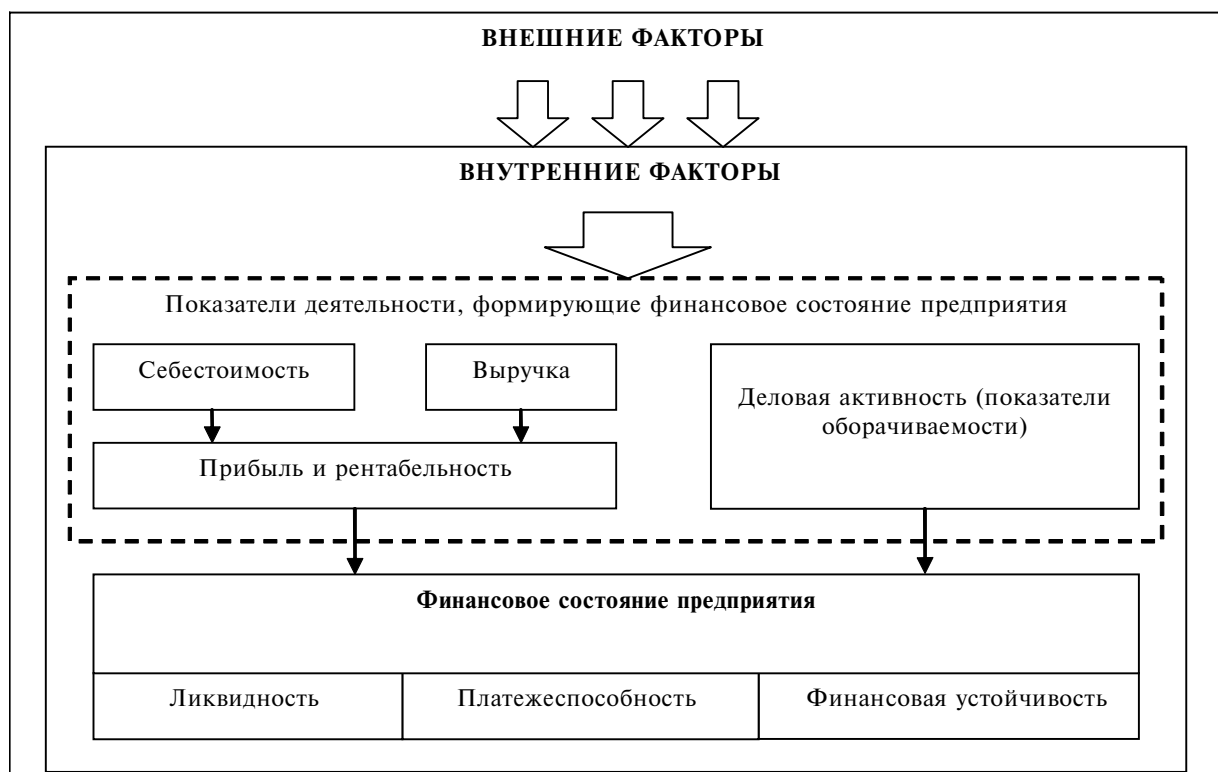 ВНЕШНИЕ ФАКТОРЫ
ВНУТРЕННИЕ ФАКТОРЫ
Показатели деятельности, формирующие финансовое состояние предприятия
Себестоимость
Выручка
Деловая активность (показатели
оборачиваемости)
Прибыль и рентабельность
Финансовое состояние предприятия
Ликвидность
Платежеспособность
Финансовая устойчивость